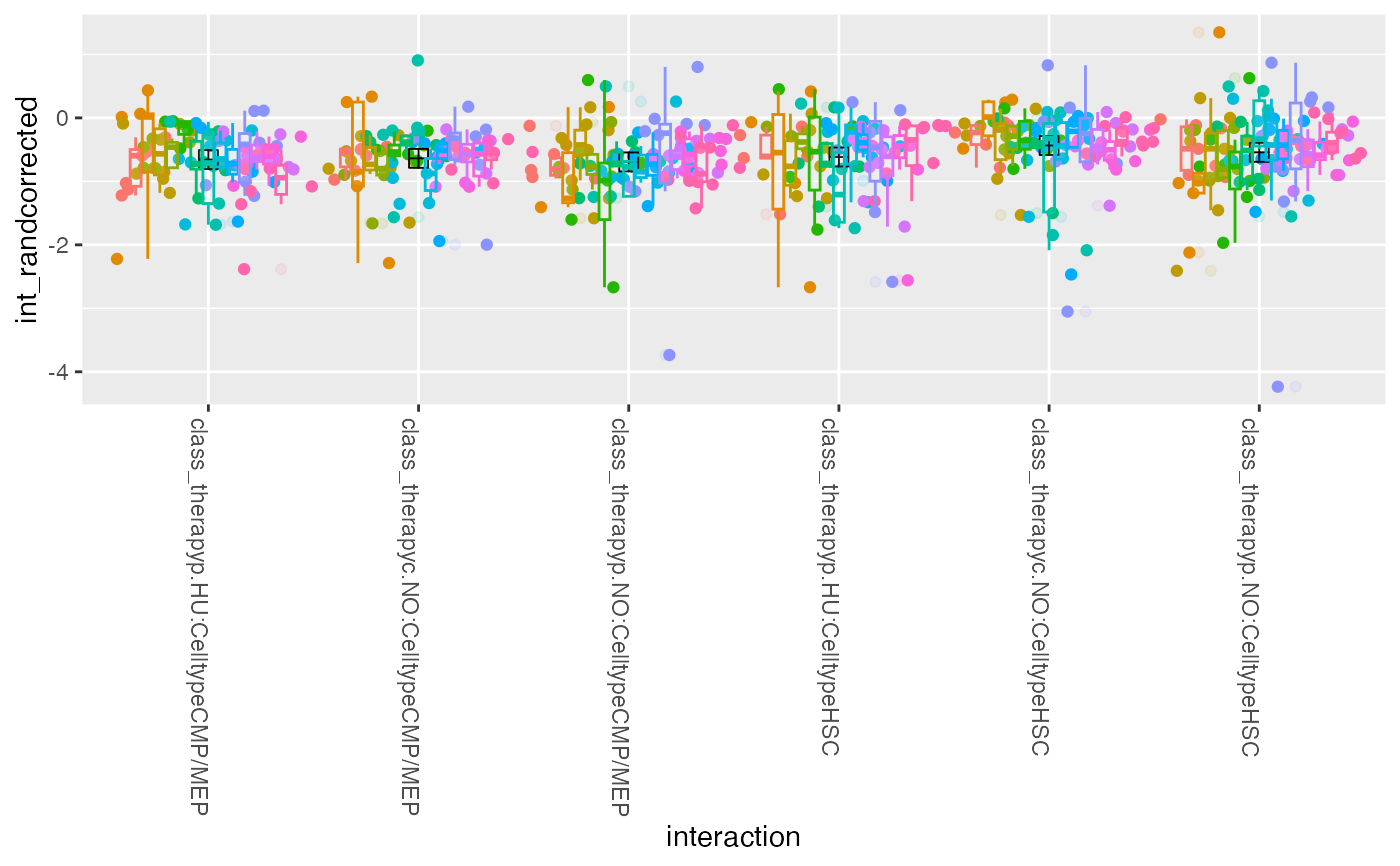 int_randcorrected
0
-2
-4
class_therapyp.HU:CelltypeCMP/MEP
class_therapyc.NO:CelltypeCMP/MEP
class_therapyp.NO:CelltypeCMP/MEP
class_therapyp.HU:CelltypeHSC
class_therapyc.NO:CelltypeHSC
class_therapyp.NO:CelltypeHSC
interaction